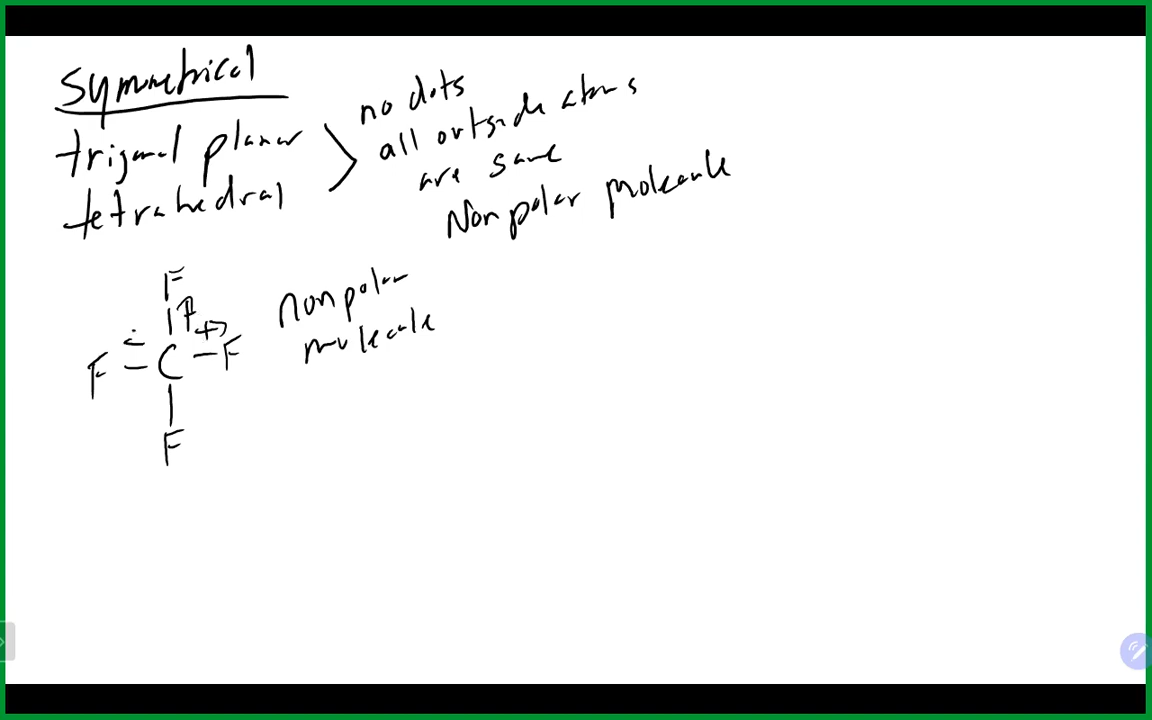 symmetrical
trigonal planar
tetrahedral
no dots
all outside atoms
are same
Nonpolar molecule
F
F - C - F
F
nonpolar
molecule